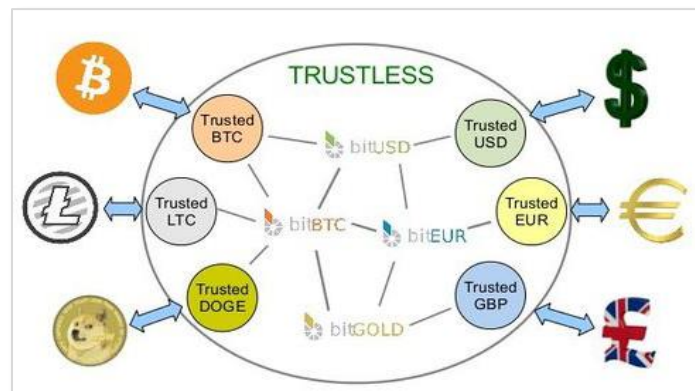 TRUSTLESS
Trusted
BTC
bitUSD
Trusted
USD
Trusted
LTC
bitBTC
bitEUR
Trusted
EUR
Trusted
DOGE
bitGOLD
Trusted
GBP